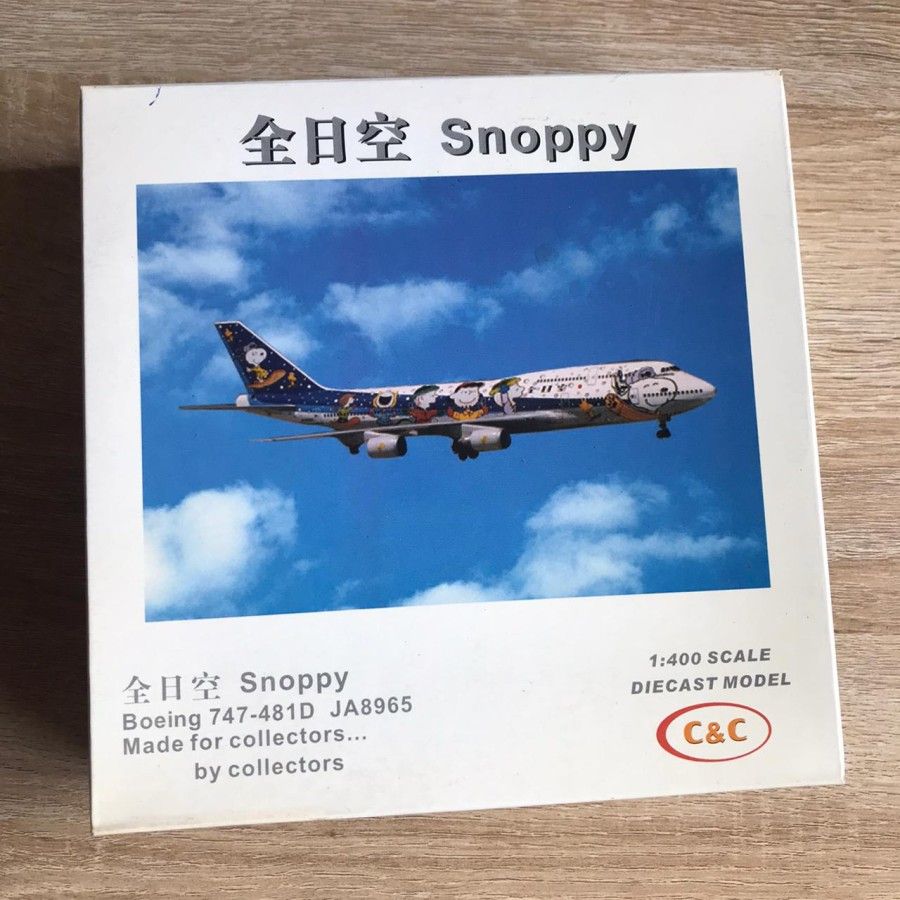 全日空 Snoppy
全日空 Snoppy
Boeing 747-481D JA8965
Made for collectors...
by collectors
1:400 SCALE
DIECAST MODEL
C&C